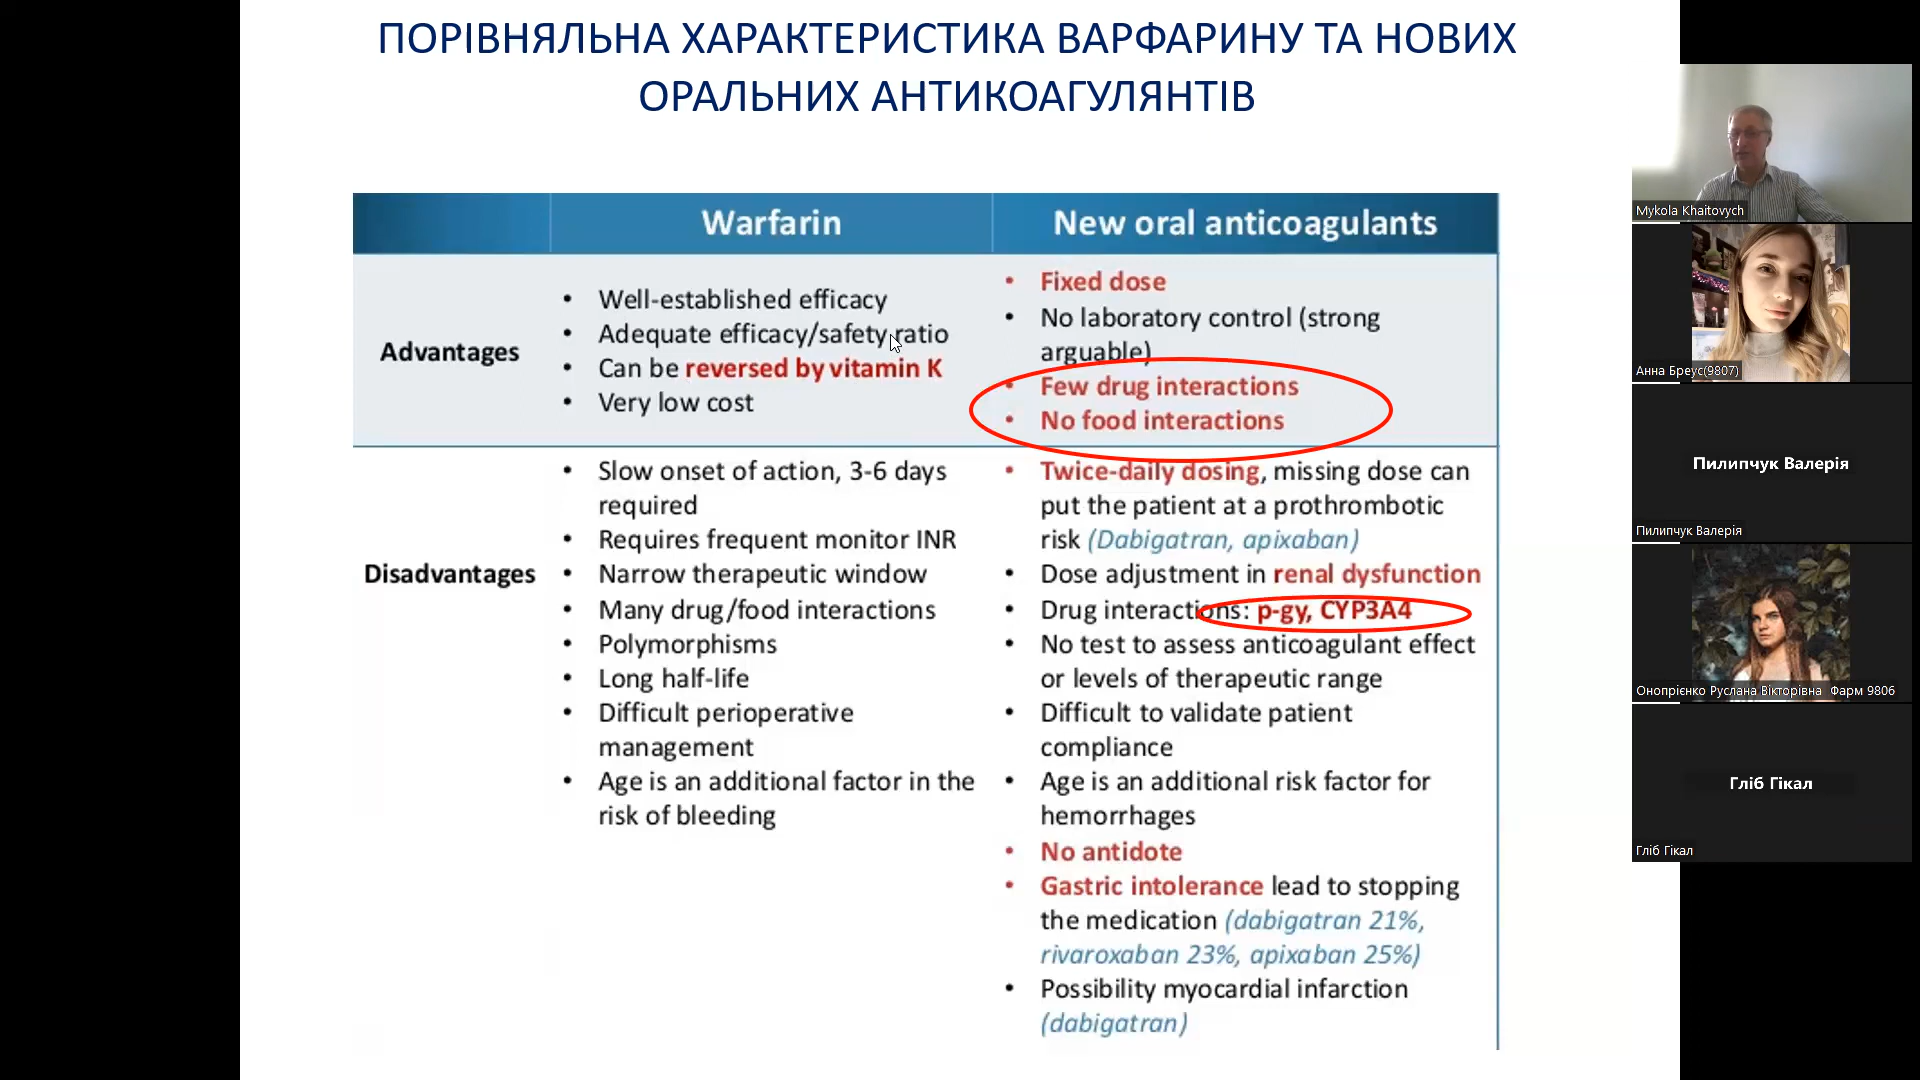 ПОРІВНЯЛЬНА ХАРАКТЕРИСТИКА ВАРФАРИНУ ТА НОВИХ
ОРАЛЬНИХ АНТИКОАГУЛЯНТІВ
Warfarin
New oral anticoagulants
Advantages
• Well-established efficacy
• Adequate efficacy/safety ratio
• Can be reversed by vitamin K
• Very low cost
• Fixed dose
• No laboratory control (strong
arguable)
• Few drug interactions
• No food interactions
Disadvantages
• Slow onset of action, 3-6 days
required
• Requires frequent monitor INR
• Narrow therapeutic window
• Many drug/food interactions
• Polymorphisms
• Long half-life
• Difficult perioperative
management
• Age is an additional factor in the
risk of bleeding
• Twice-daily dosing, missing dose can
put the patient at a prothrombotic
risk (Dabigatran, apixaban)
• Dose adjustment in renal dysfunction
• Drug interactions: p-gy, CYP3A4
• No test to assess anticoagulant effect
or levels of therapeutic range
• Difficult to validate patient
compliance
• Age is an additional risk factor for
hemorrhages
• No antidote
• Gastric intolerance lead to stopping
the medication (dabigatran 21%,
rivaroxaban 23%, apixaban 25%)
• Possibility myocardial infarction
(dabigatran)
Mykola Khaitovych
Анна Бреус(9807)
Пилипчук Валерія
Пилипчук Валерія
Онопрієнко Руслана Вікторівна Фарм 9806
Гліб Гікал
Гліб Гікал